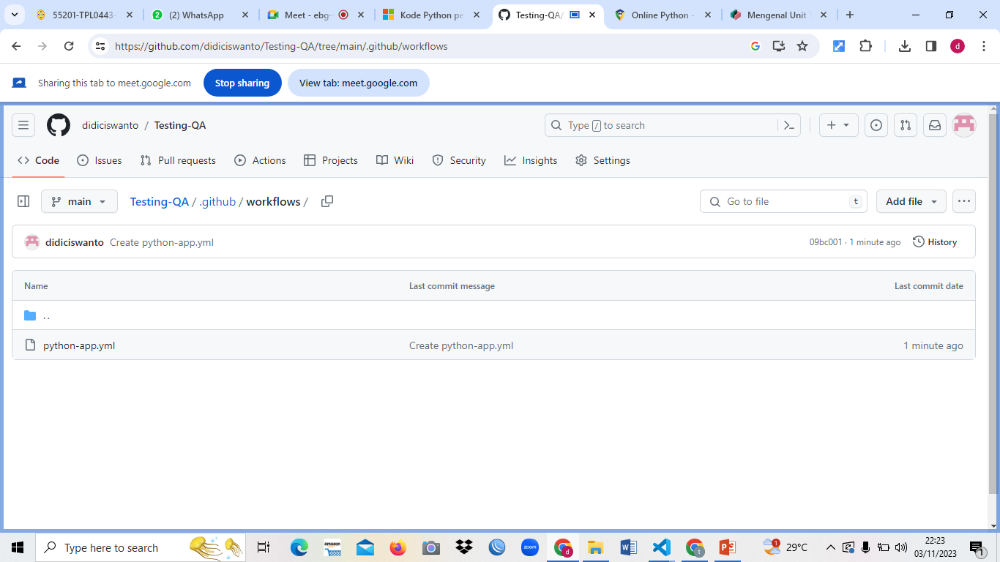 55201-TPL0443-
(2) WhatsApp
Meet - ebg-
Kode Python pe
Testing-QA/
Online Python -
Mengenal Unit T
https://github.com/didiciswanto/Testing-QA/tree/main/.github/workflows
d
Sharing this tab to meet.google.com
Stop sharing
View tab: meet.google.com
didiciswanto / Testing-QA
Type / to search
Code
Issues
Pull requests
Actions
Projects
Wiki
Security
Insights
Settings
main
Testing-QA / .github / workflows /
Go to file
t
Add file
didiciswanto Create python-app.yml
09bc001 · 1 minute ago
History
Name Last commit message Last commit date
..
python-app.yml Create python-app.yml 1 minute ago
Type here to search
amazon
zoom
d
t
1
29°C
22:23
03/11/2023
1